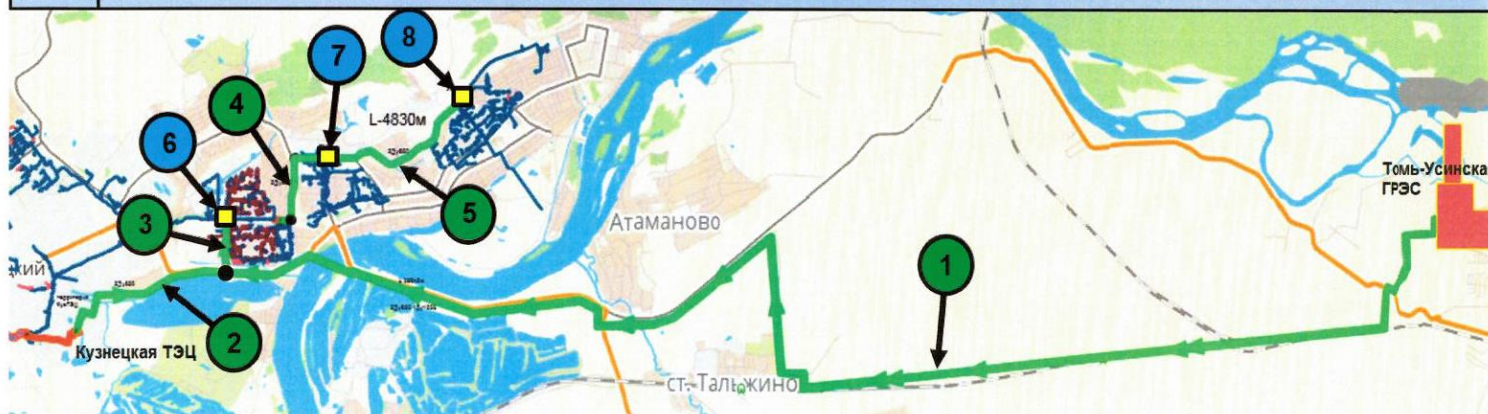 8
7
4
L-4830м
6
Томь-Усинска
ГРЭС
3
5
Атаманово
1
кий
2
Кузнецкая ТЭЦ
ст. Тальжино